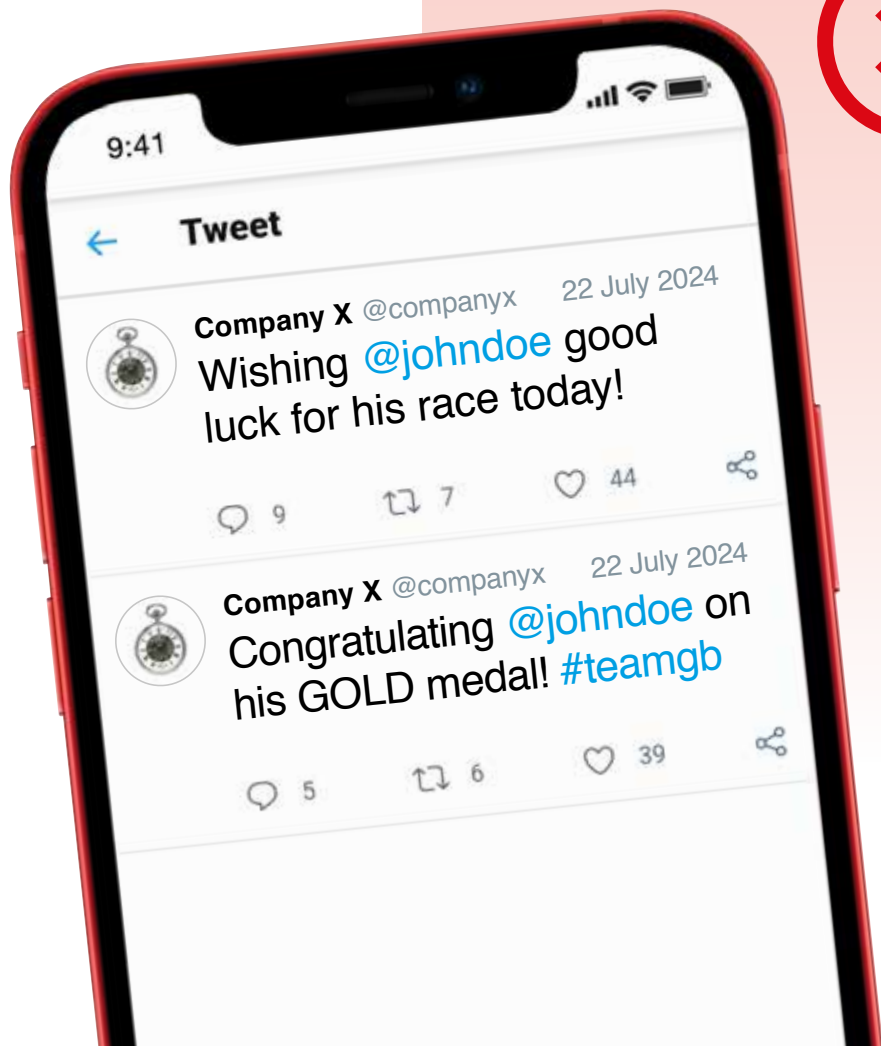 9:41
Tweet
Company X @companyx 22 July 2024
Wishing @johndoe good
luck for his race today!
9 7 44
Company X @companyx 22 July 2024
Congratulating @johndoe on
his GOLD medal! #teamgb
5 6 39